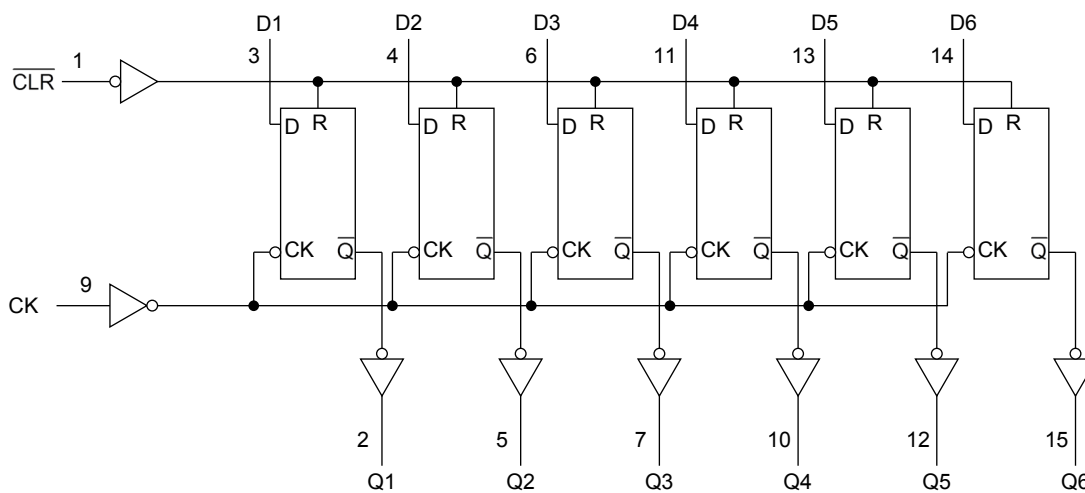 D1 D2 D3 D4 D5 D6
1 3 4 6 11 13 14
C̅L̅R̅
D R D R D R D R D R D R
CK Q̅ CK Q̅ CK Q̅ CK Q̅ CK Q̅ CK Q̅
9
CK
2 5 7 10 12 15
Q1 Q2 Q3 Q4 Q5 Q6